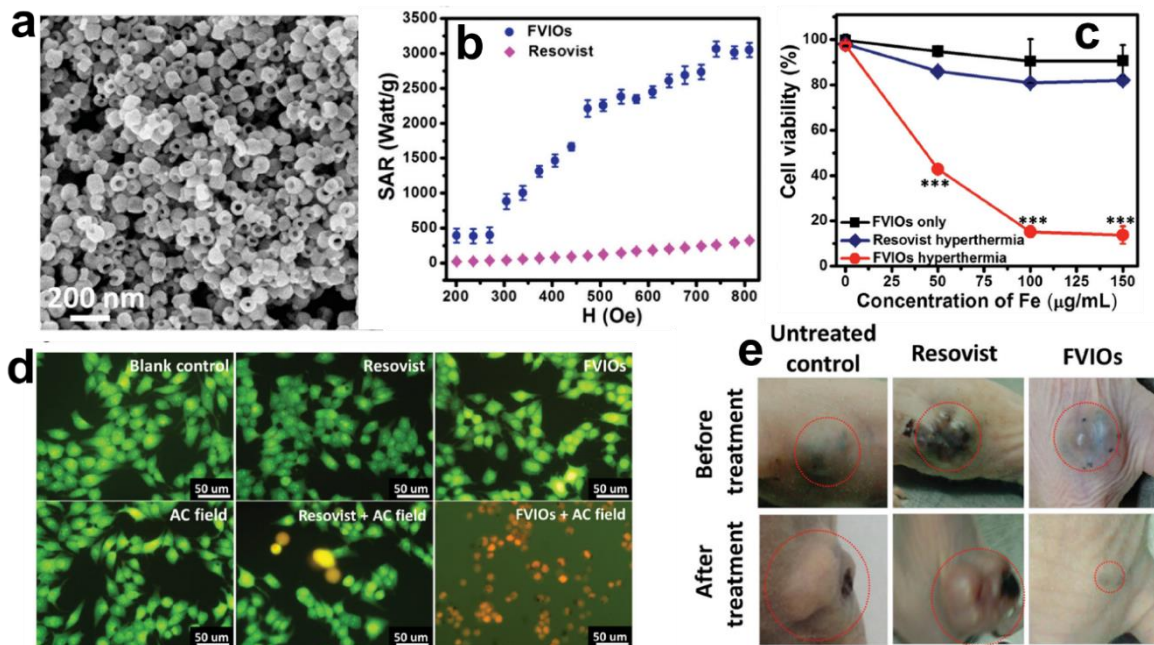 a
200 nm
b
FVIOs
Resovist
SAR (Watt/g)
3500
3000
2500
2000
1500
1000
500
0
200 300 400 500 600 700 800
H (Oe)
c
Cell viability (%)
100
80
60
40
20
0
***
***
***
FVIOs only
Resovist hyperthermia
FVIOs hyperthermia
0 25 50 75 100 125 150
Concentration of Fe (μg/mL)
d
Blank control
50 um
Resovist
50 um
FVIOs
50 um
AC field
50 um
Resovist + AC field
50 um
FVIOs + AC field
50 um
e
Untreated
control
Resovist
FVIOs
Before
treatment
After
treatment